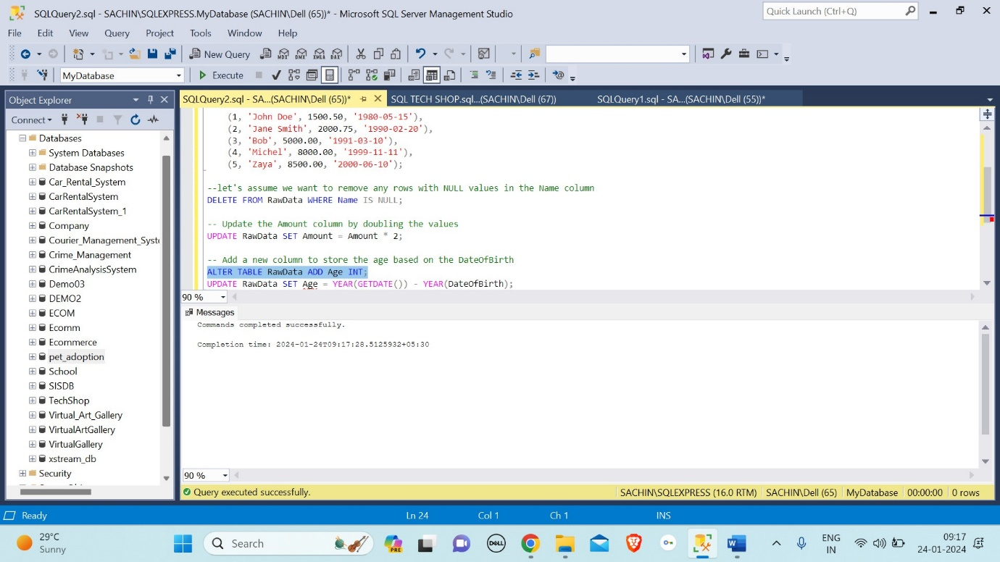 SQLQuery2.sql - SACHIN\SQLEXPRESS.MyDatabase (SACHIN\Dell (65))* - Microsoft SQL Server Management Studio
Quick Launch (Ctrl+Q)
File Edit View Query Project Tools Window Help
New Query
MDX DMX XMLA DAX
MyDatabase
Execute
Object Explorer
Connect
Databases
System Databases
Database Snapshots
Car_Rental_System
CarRentalSystem
CarRentalSystem_1
Company
Courier_Management_Syst
Crime_Management
CrimeAnalysisSystem
Demo03
DEMO2
ECOM
Ecomm
Ecommerce
pet_adoption
School
SISDB
TechShop
Virtual_Art_Gallery
VirtualArtGallery
VirtualGallery
xstream_db
Security
SQLQuery2.sql - SA...(SACHIN\Dell (65))*
SQL TECH SHOP.sql...(SACHIN\Dell (67))
SQLQuery1.sql - SA...(SACHIN\Dell (55))*
(1, 'John Doe', 1500.50, '1980-05-15'),
(2, 'Jane Smith', 2000.75, '1990-02-20'),
(3, 'Bob', 5000.00, '1991-03-10'),
(4, 'Michel', 8000.00, '1999-11-11'),
(5, 'Zaya', 8500.00, '2000-06-10');
--let's assume we want to remove any rows with NULL values in the Name column
DELETE FROM RawData WHERE Name IS NULL;
-- Update the Amount column by doubling the values
UPDATE RawData SET Amount = Amount * 2;
-- Add a new column to store the age based on the DateOfBirth
ALTER TABLE RawData ADD Age INT;
UPDATE RawData SET Age = YEAR(GETDATE()) - YEAR(DateOfBirth);
90 %
Messages
Commands completed successfully.
Completion time: 2024-01-24T09:17:28.5125932+05:30
90 %
Query executed successfully.
SACHIN\SQLEXPRESS (16.0 RTM) SACHIN\Dell (65) MyDatabase 00:00:00 0 rows
Ready
Ln 24
Col 1
Ch 1
INS
29°C
Sunny
Search
PRE
DELL
ENG
IN
09:17
24-01-2024